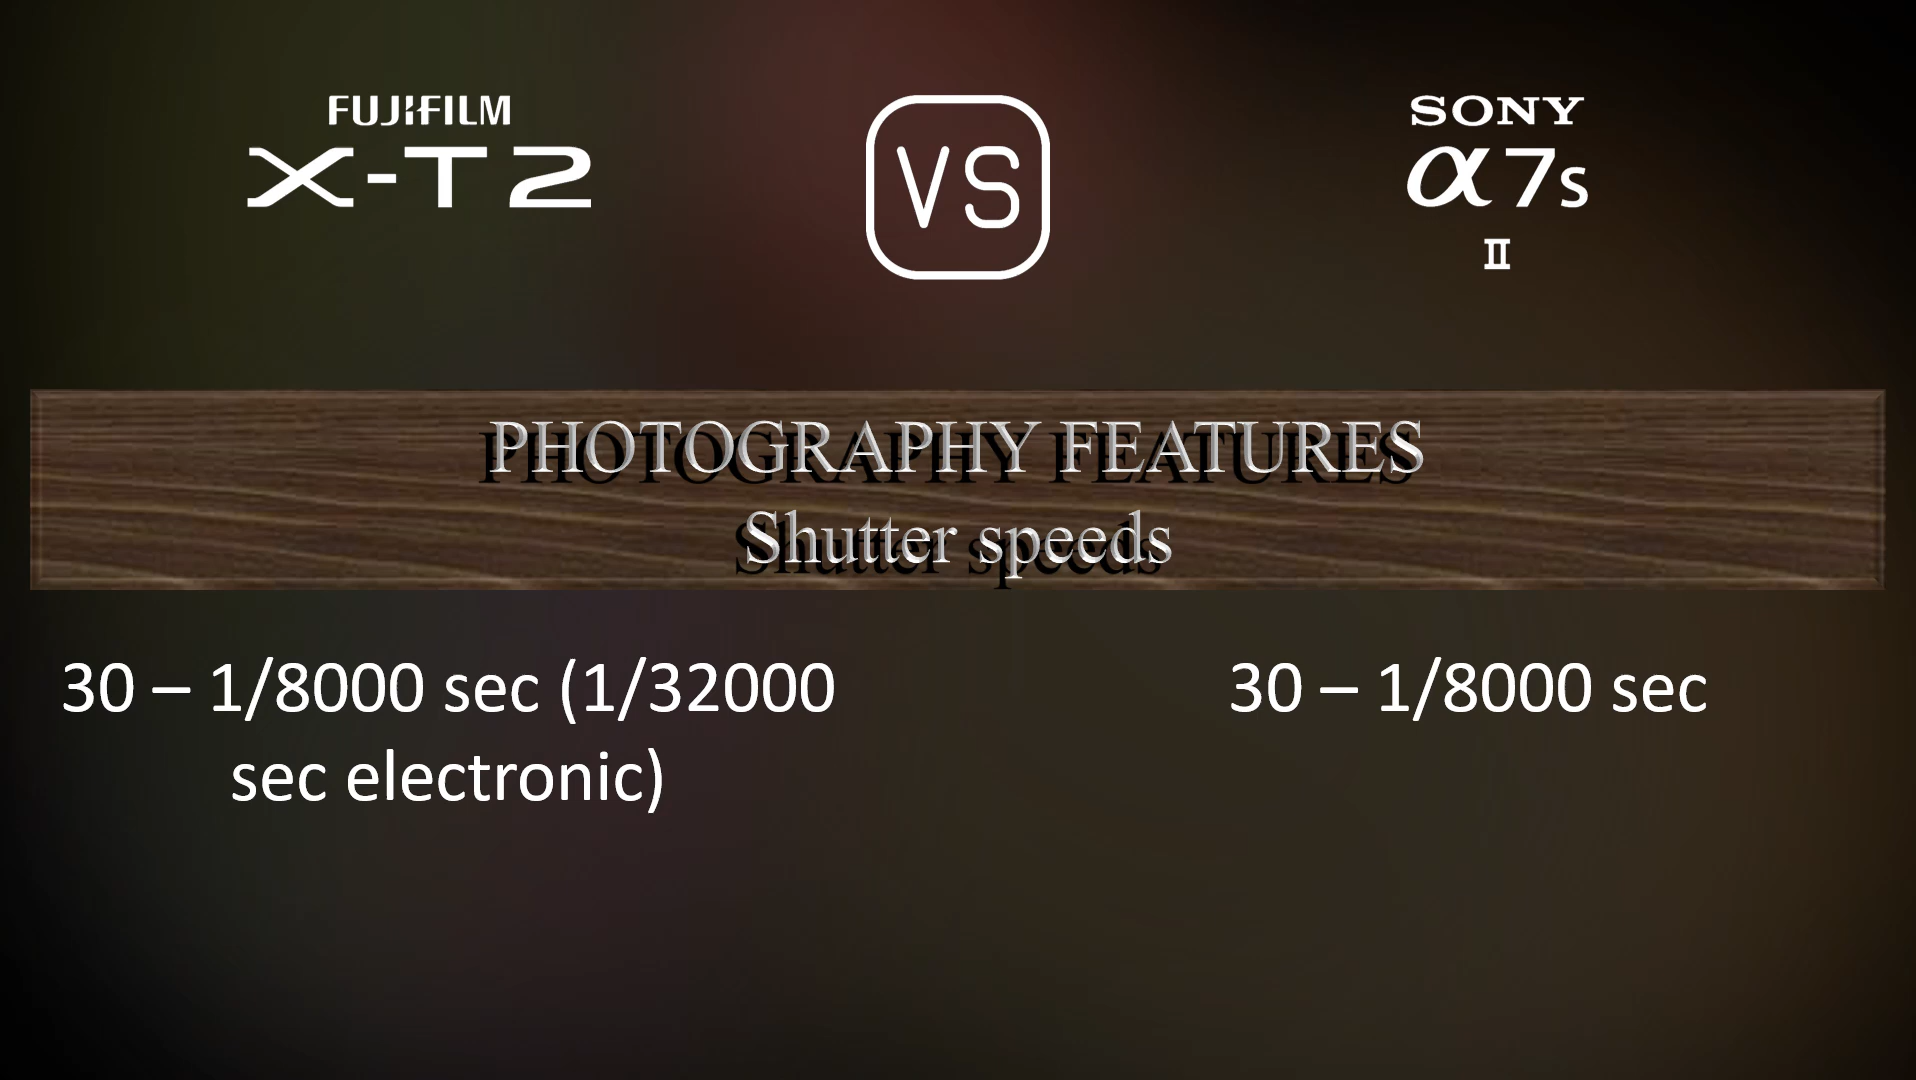 FUJIFILM
X-T2
VS
SONY
α7s
II
PHOTOGRAPHY FEATURES
Shutter speeds
30 – 1/8000 sec (1/32000
sec electronic)
30 – 1/8000 sec